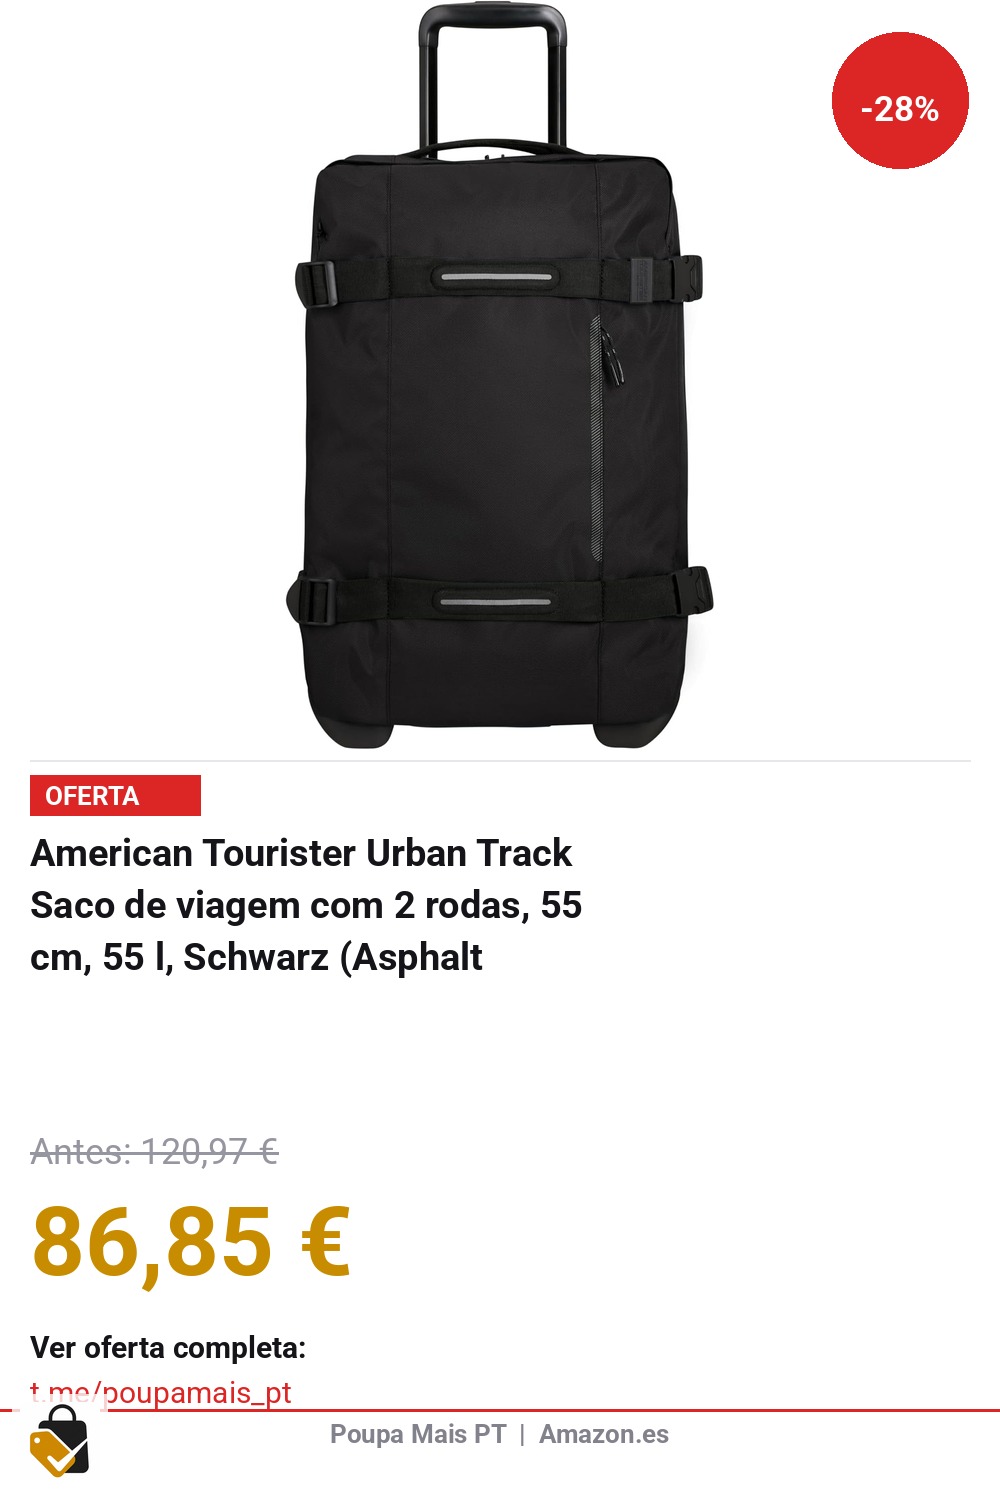 -28%
OFERTA
American Tourister Urban Track
Saco de viagem com 2 rodas, 55
cm, 55 l, Schwarz (Asphalt
Antes: 120,97 €
86,85 €
Ver oferta completa:
t.me/poupamais_pt
Poupa Mais PT | Amazon.es